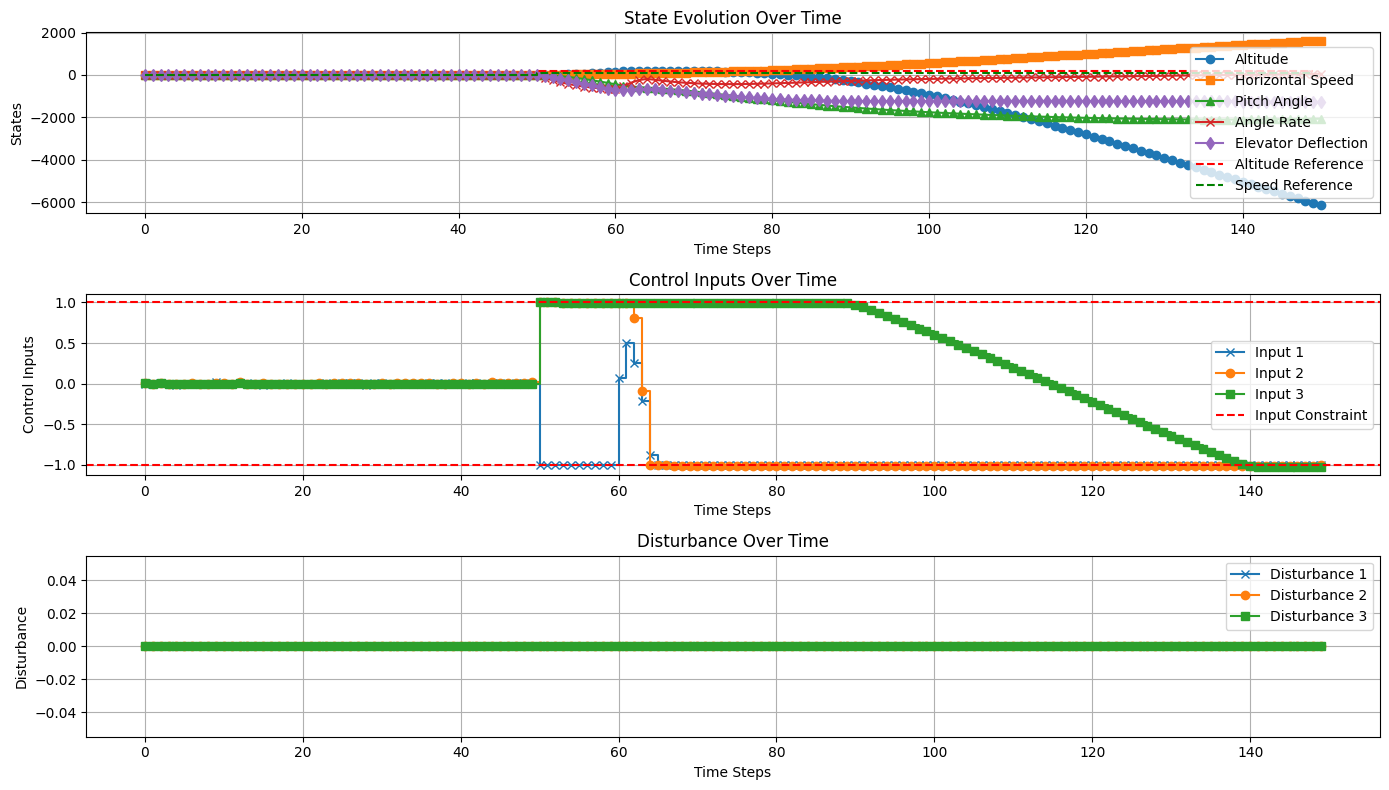 State Evolution Over Time
2000
0
−2000
−4000
−6000
States
0 20 40 60 80 100 120 140
Time Steps
Altitude
Horizontal Speed
Pitch Angle
Angle Rate
Elevator Deflection
Altitude Reference
Speed Reference
Control Inputs Over Time
1.0
0.5
0.0
−0.5
−1.0
Control Inputs
0 20 40 60 80 100 120 140
Time Steps
Input 1
Input 2
Input 3
Input Constraint
Disturbance Over Time
0.04
0.02
0.00
−0.02
−0.04
Disturbance
0 20 40 60 80 100 120 140
Time Steps
Disturbance 1
Disturbance 2
Disturbance 3